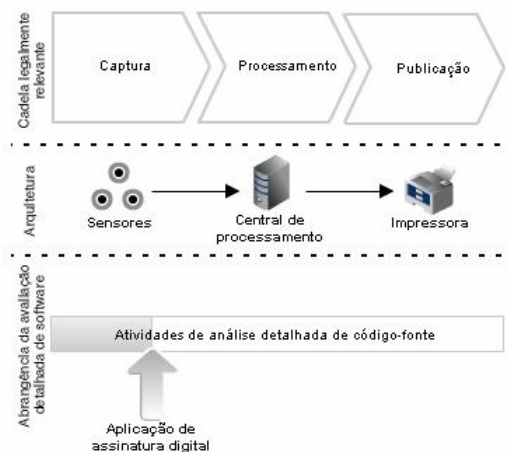 Cadeia legalmente
relevante
Captura
Processamento
Publicação
Arquitetura
Sensores
Central de
processamento
Impressora
Abrangência da avaliação
detalhada de software
Atividades de análise detalhada de código-fonte
Aplicação de
assinatura digital